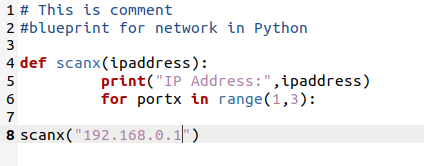 1 # This is comment
2 #blueprint for network in Python
3
4 def scanx(ipaddress):
5         print("IP Address:",ipaddress)
6         for portx in range(1,3):
7
8 scanx("192.168.0.1")